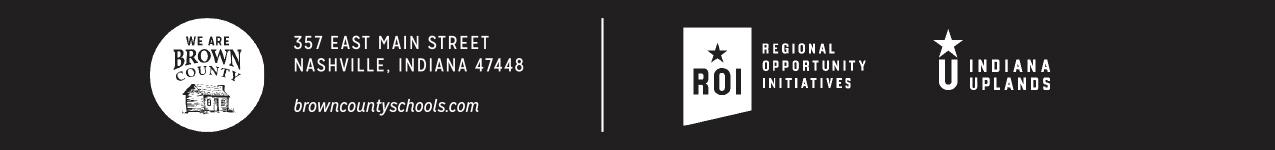 WE ARE
BROWN
COUNTY
357 EAST MAIN STREET
NASHVILLE, INDIANA 47448
browncountyschools.com
ROI
REGIONAL
OPPORTUNITY
INITIATIVES
U
INDIANA
UPLANDS